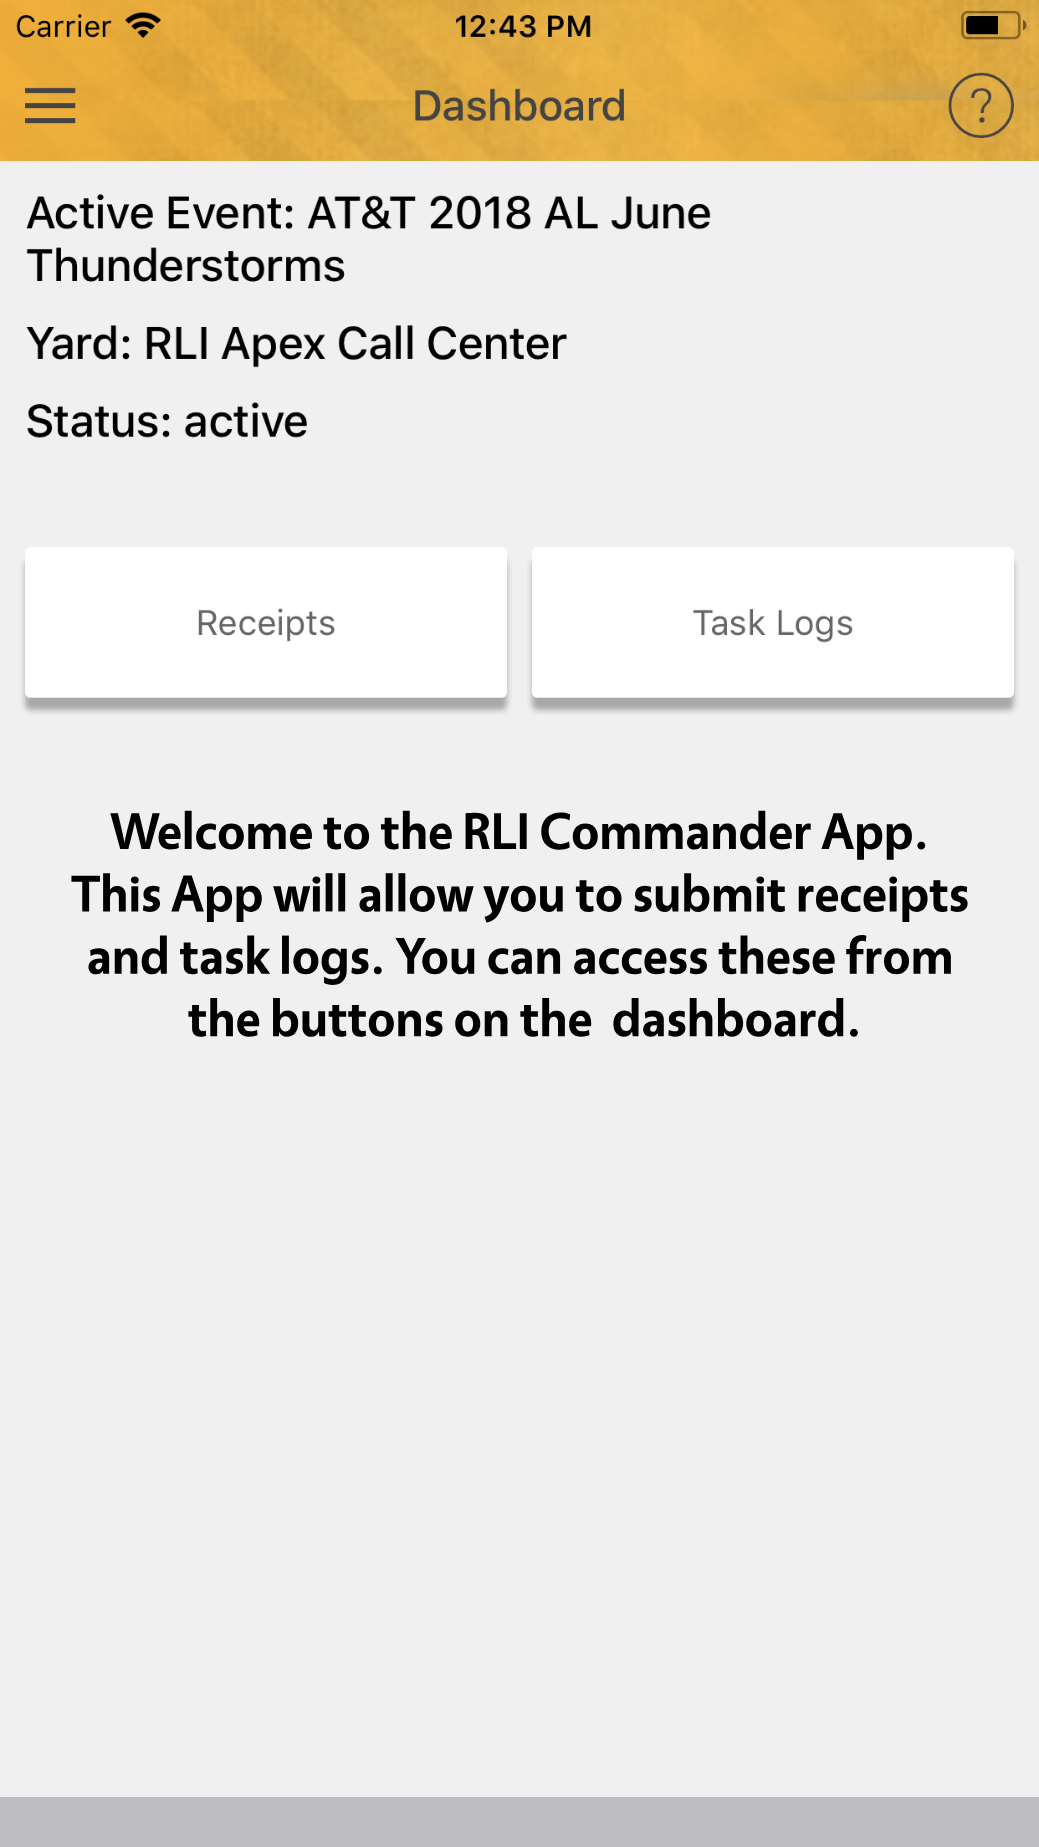 Carrier 12:43 PM
Dashboard ?
Active Event: AT&T 2018 AL June
Thunderstorms
Yard: RLI Apex Call Center
Status: active
Receipts Task Logs
Welcome to the RLI Commander App.
This App will allow you to submit receipts
and task logs. You can access these from
the buttons on the dashboard.